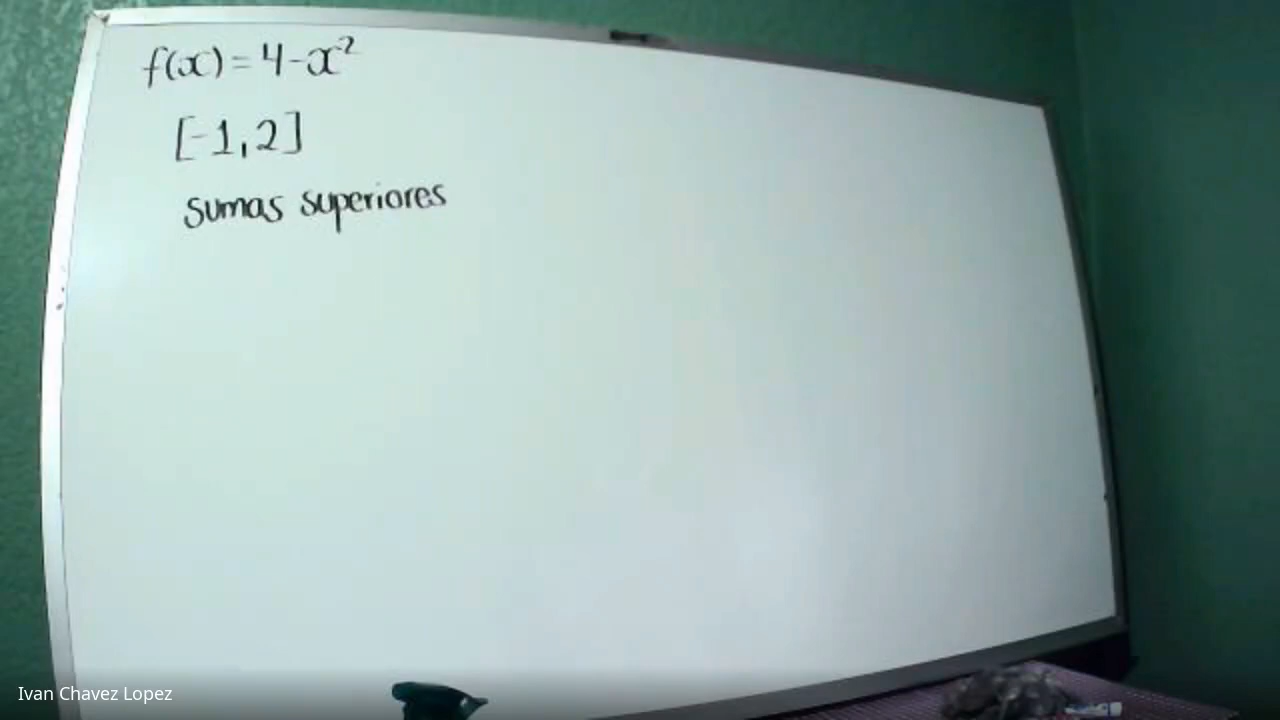 f(x) = 4 - x²
[-1, 2]
sumas superiores
Ivan Chavez Lopez